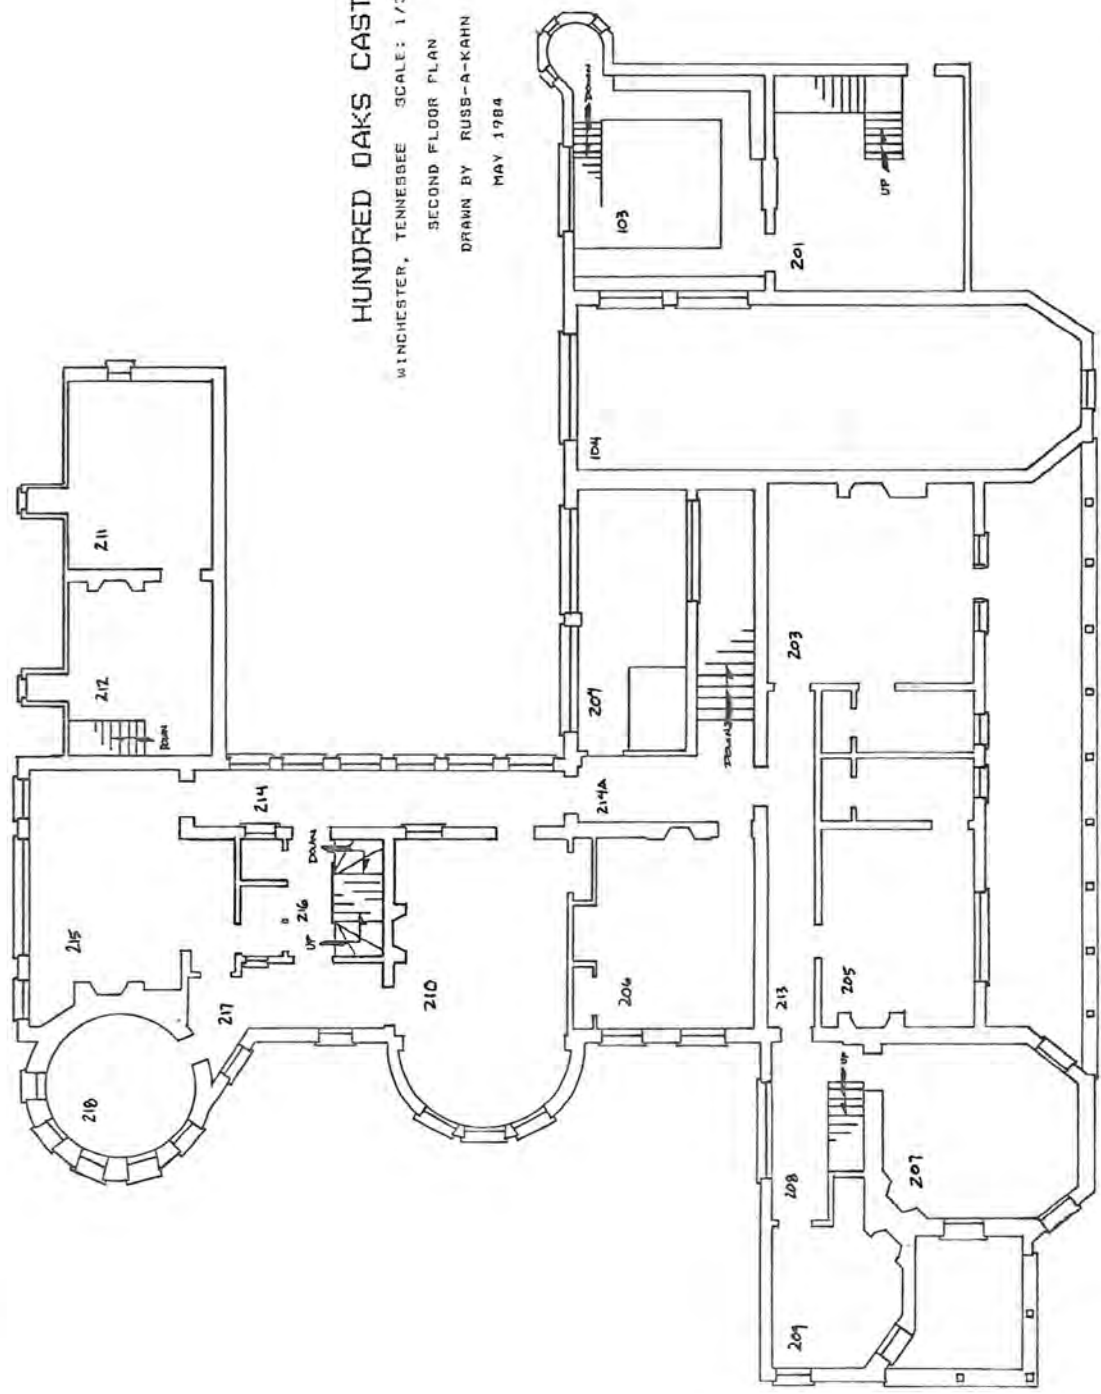 HUNDRED OAKS CAST
WINCHESTER, TENNESSEE SCALE: 1/
SECOND FLOOR PLAN
DRAWN BY RUSS-A-KAHN
MAY 1984
DOWN
103
201
UP
104
211
212
DOWN
203
209
DOWN
214
214A
DOWN
216
UP
215
217
218
210
206
213
205
UP
208
207
209